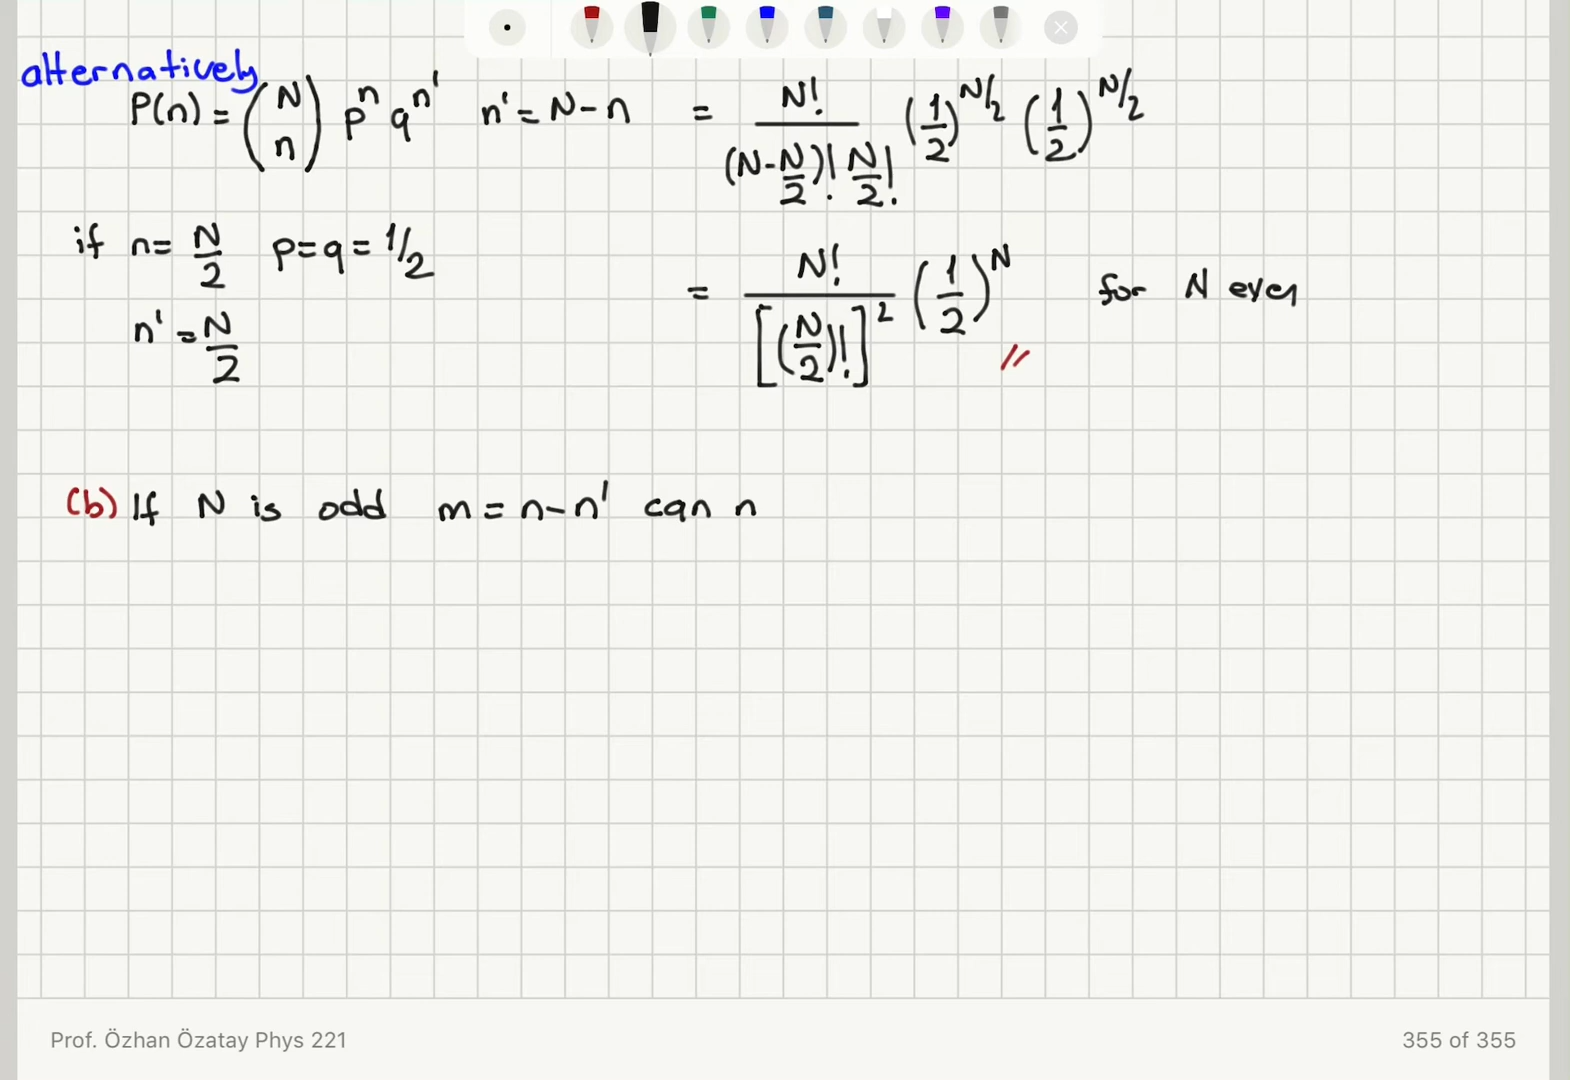 alternatively
P(n) = (N n) p^n q^n' n' = N-n = N! / (N-N/2)! N/2! (1/2)^N/2 (1/2)^N/2
if n = N/2 p=q=1/2
n' = N/2
= N! / [(N/2)!]^2 (1/2)^N for N even
(b) If N is odd m = n-n' can n
Prof. Özhan Özatay Phys 221
355 of 355